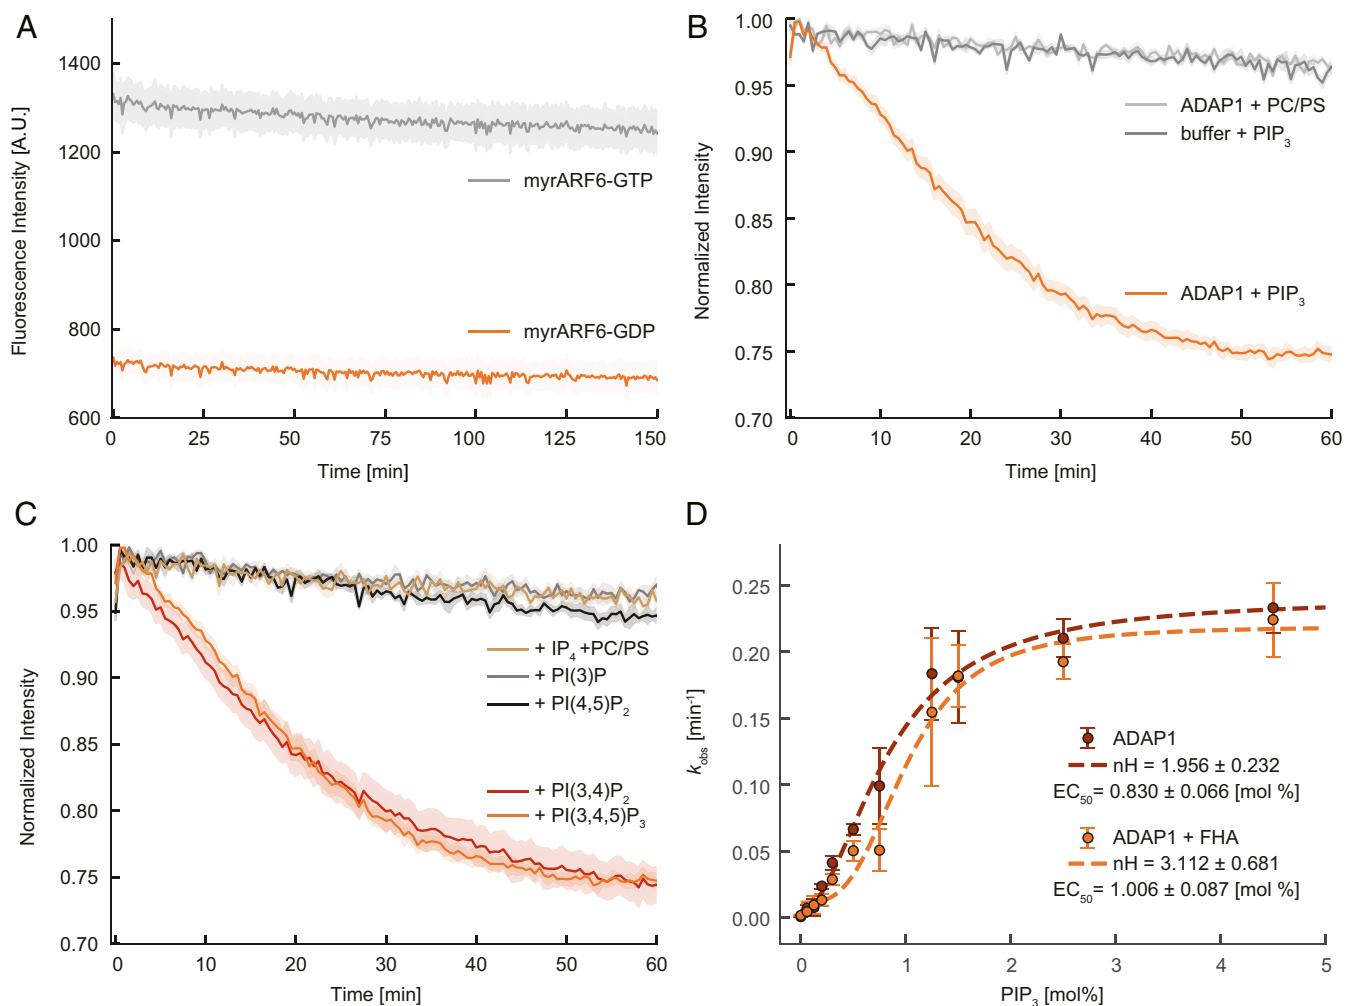 A
Fluorescence Intensity [A.U.]
1400
1200
1000
800
600
myrARF6-GTP
myrARF6-GDP
0 25 50 75 100 125 150
Time [min]
B
Normalized Intensity
1.00
0.95
0.90
0.85
0.80
0.75
0.70
ADAP1 + PC/PS
buffer + PIP3
ADAP1 + PIP3
0 10 20 30 40 50 60
Time [min]
C
Normalized Intensity
1.00
0.95
0.90
0.85
0.80
0.75
0.70
+ IP4 +PC/PS
+ PI(3)P
+ PI(4,5)P2
+ PI(3,4)P2
+ PI(3,4,5)P3
0 10 20 30 40 50 60
Time [min]
D
kobs [min-1]
0.25
0.20
0.15
0.10
0.05
0.00
ADAP1
nH = 1.956 ± 0.232
EC50= 0.830 ± 0.066 [mol %]
ADAP1 + FHA
nH = 3.112 ± 0.681
EC50= 1.006 ± 0.087 [mol %]
0 1 2 3 4 5
PIP3 [mol%]